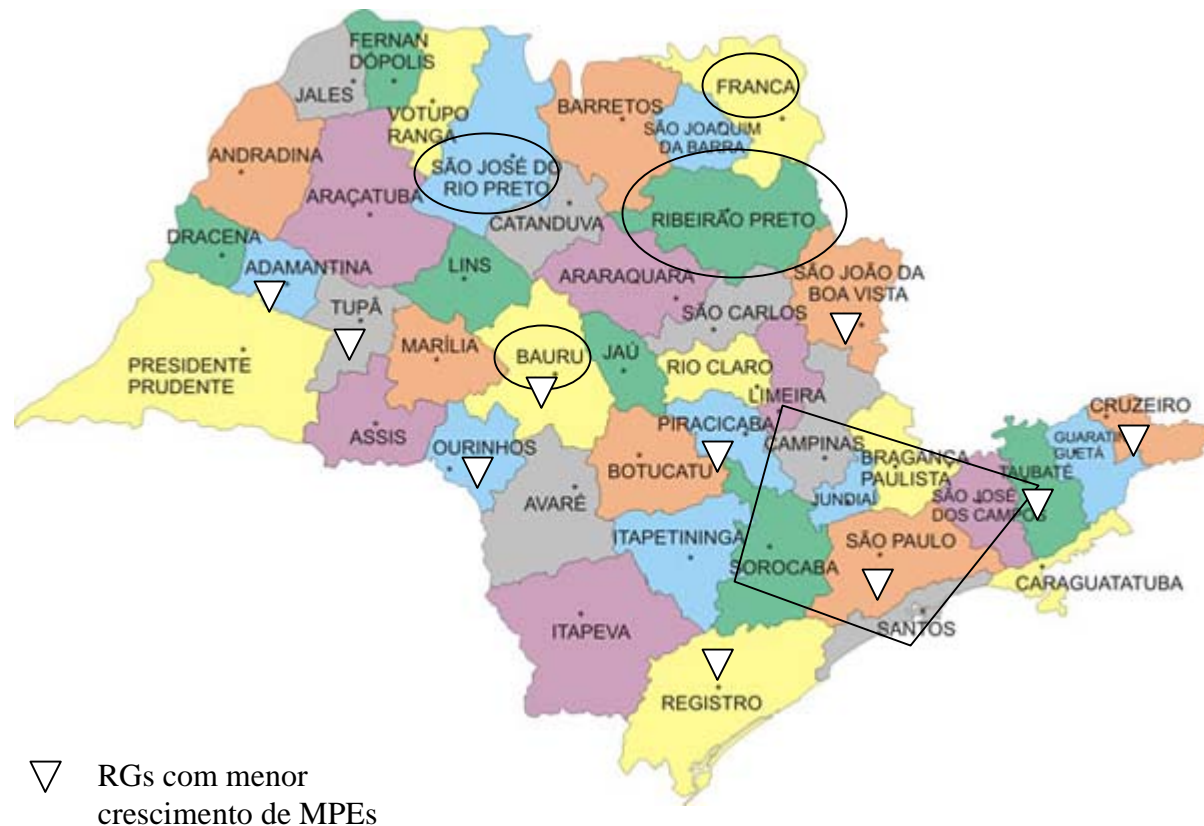 FERNAN
DÓPOLIS
JALES
VOTUPO
RANGA
BARRETOS
FRANCA
SÃO JOAQUIM
DA BARRA
ANDRADINA
ARAÇATUBA
SÃO JOSÉ DO
RIO PRETO
CATANDUVA
RIBEIRÃO PRETO
DRACENA
ADAMANTINA
LINS
ARARAQUARA
SÃO JOÃO DA
BOA VISTA
TUPÂ
SÃO CARLOS
PRESIDENTE
PRUDENTE
MARÍLIA
BAURU
JAÚ
RIO CLARO
LIMEIRA
ASSIS
OURINHOS
BOTUCATU
PIRACICABA
CAMPINAS
BRAGANÇA
PAULISTA
CRUZEIRO
GUARATIN
GUETÁ
TAUBATÉ
AVARÉ
JUNDIAÍ
SÃO JOSÉ
DOS CAMPOS
ITAPETININGA
SOROCABA
SÃO PAULO
CARAGUATATUBA
ITAPEVA
SANTOS
REGISTRO
RGs com menor
crescimento de MPEs